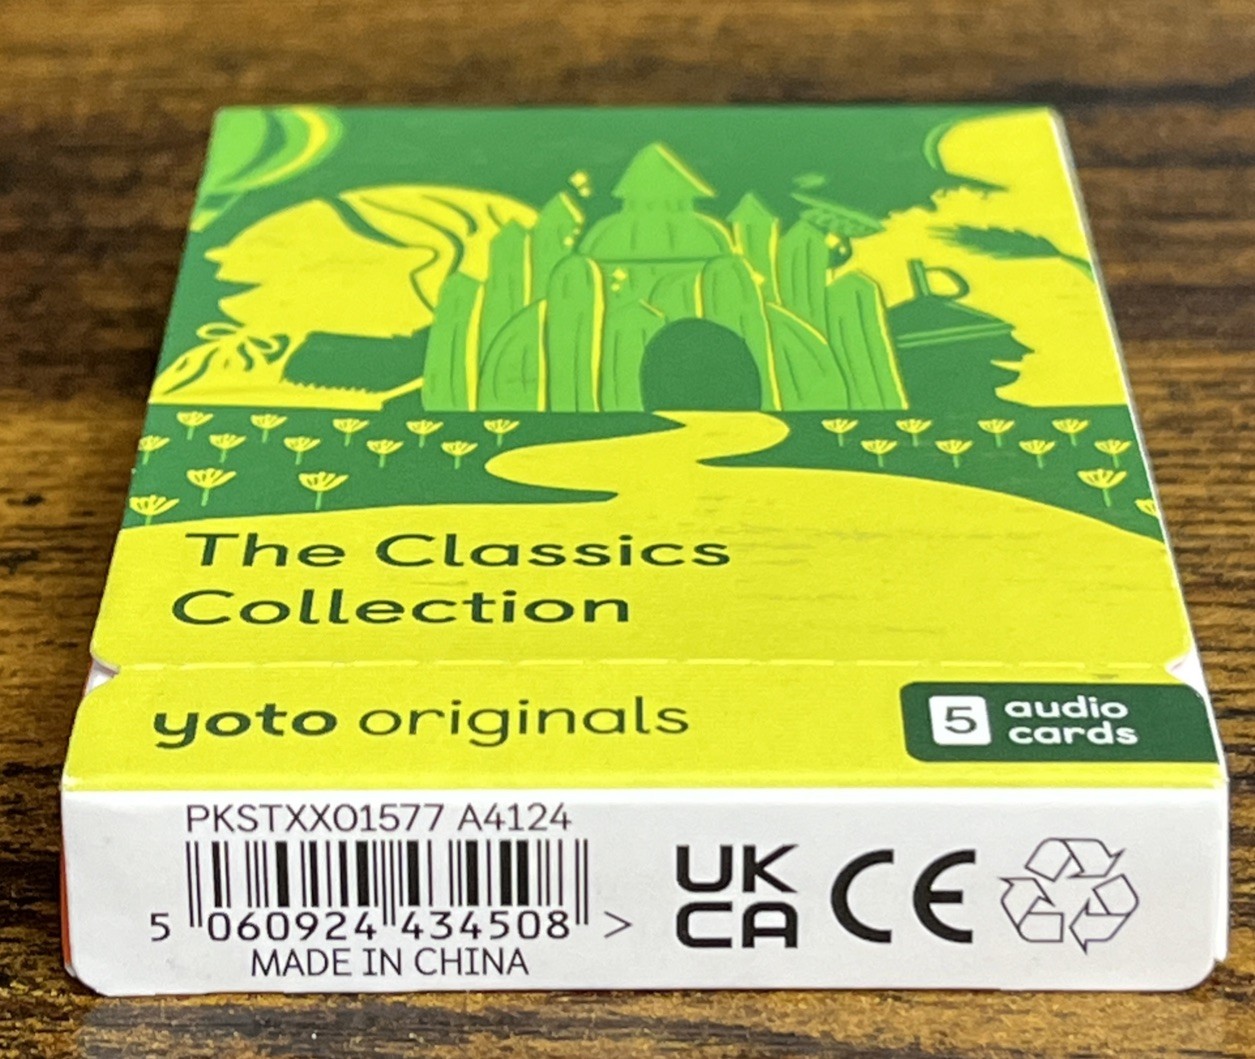 The Classics
Collection
yoto originals
5 audio
cards
PKSTXX01577 A4124
5 060924 434508 >
MADE IN CHINA
UK
CA
CE